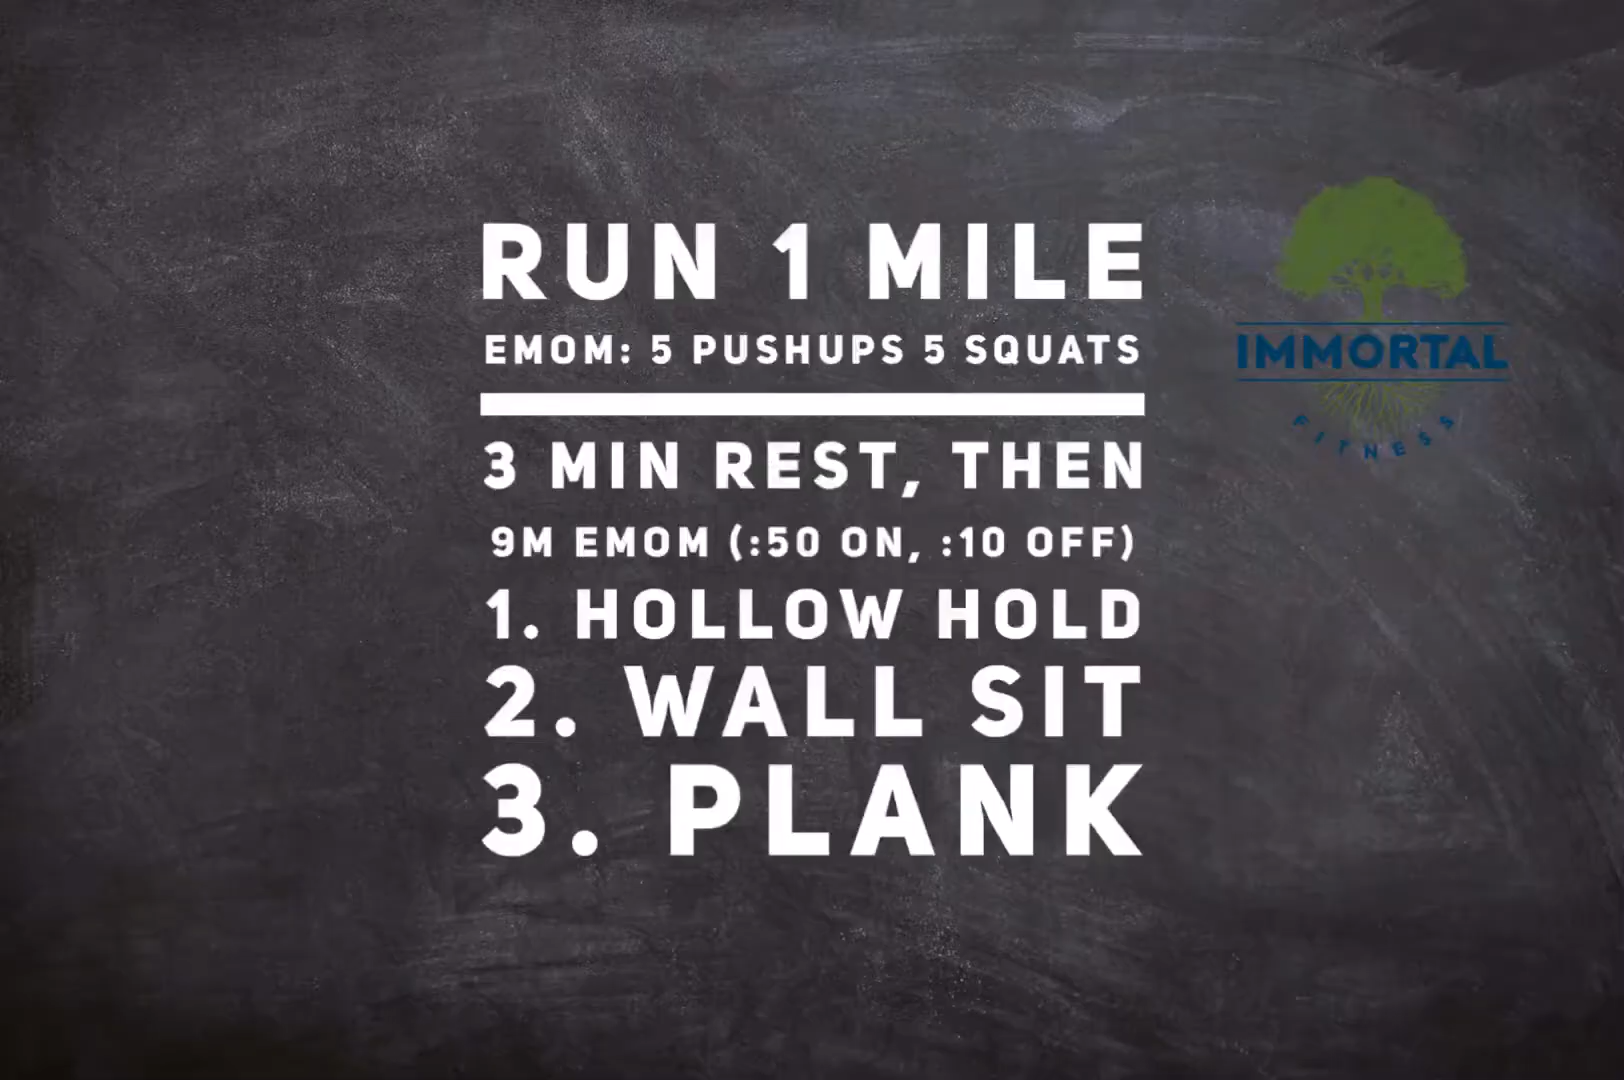 RUN 1 MILE
EMOM: 5 PUSHUPS 5 SQUATS
3 MIN REST, THEN
9M EMOM (:50 ON, :10 OFF)
1. HOLLOW HOLD
2. WALL SIT
3. PLANK
IMMORTAL
FITNESS